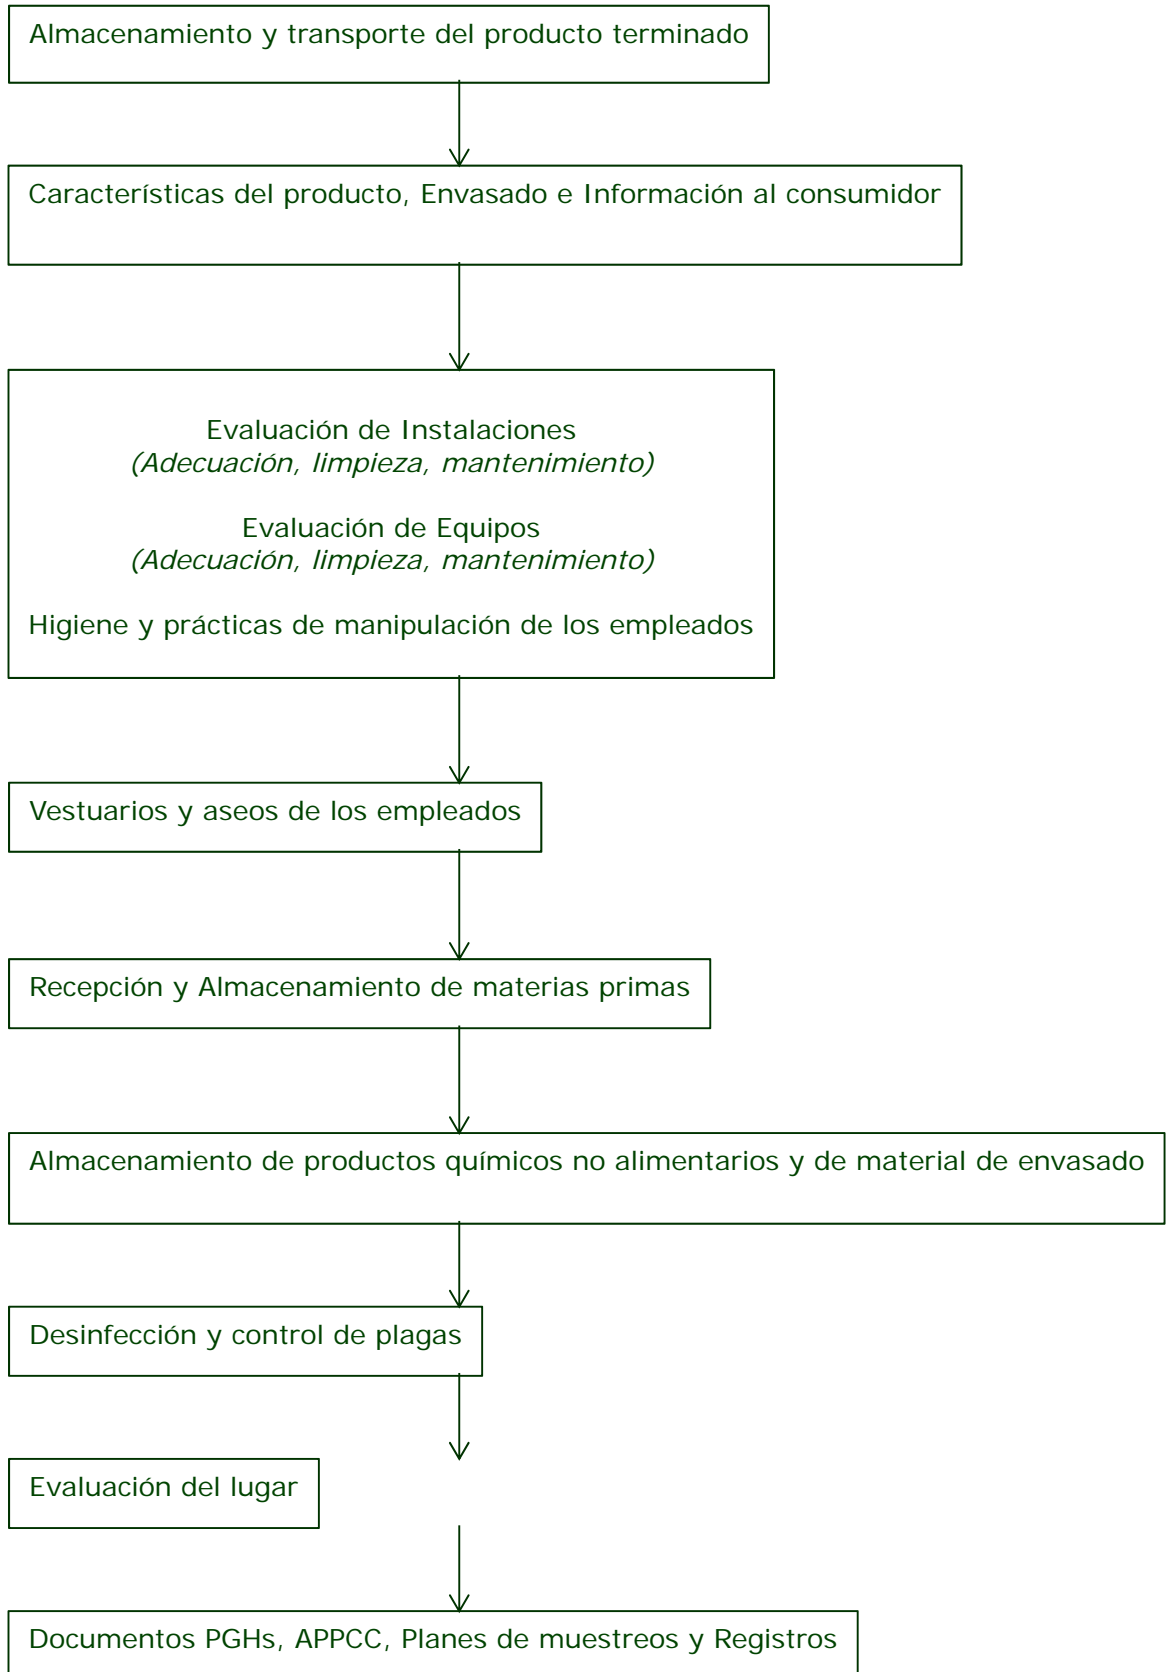 Almacenamiento y transporte del producto terminado
Características del producto, Envasado e Información al consumidor
Evaluación de Instalaciones
(Adecuación, limpieza, mantenimiento)
Evaluación de Equipos
(Adecuación, limpieza, mantenimiento)
Higiene y prácticas de manipulación de los empleados
Vestuarios y aseos de los empleados
Recepción y Almacenamiento de materias primas
Almacenamiento de productos químicos no alimentarios y de material de envasado
Desinfección y control de plagas
Evaluación del lugar
Documentos PGHs, APPCC, Planes de muestreos y Registros